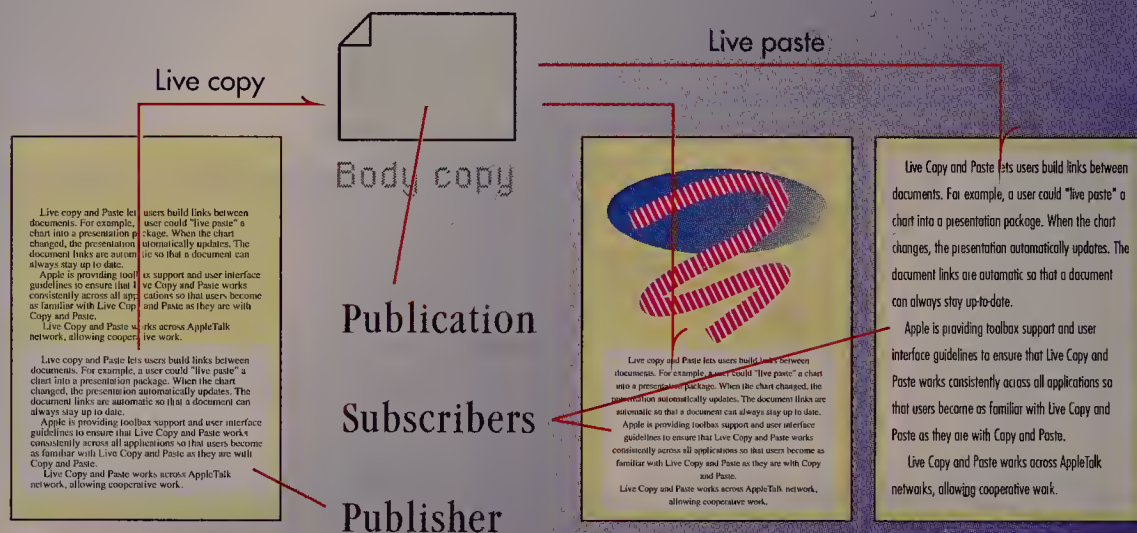 Live copy
Live paste
Body copy
Live copy and Paste lets users build links between
documents. For example, a user could "live paste" a
chart into a presentation package. When the chart
changed, the presentation automatically updates. The
document links are automatic so that a document can
always stay up to date.
Apple is providing toolbax support and user interface
guidelines to ensure that Live Copy and Paste works
consistently across all applications so that users become
as familiar with Live Copy and Paste as they are with
Copy and Paste.
Live Copy and Paste works across AppleTalk
network, allowing cooperative work.
Live copy and Paste lets users build links between
documents. For example, a user could "live paste" a
chart into a presentation package. When the chart
changed, the presentation automatically updates. The
document links are automatic so that a document can
always stay up to date.
Apple is providing toolbax support and user interface
guidelines to ensure that Live Copy and Paste works
consistently across all applications so that users become
as familiar with Live Copy and Paste as they are with
Copy and Paste.
Live Copy and Paste works across AppleTalk
network, allowing cooperative work.
Publication
Subscribers
Publisher
Live copy and Paste lets users build links between
documents. For example, a user could "live paste" a chart
into a presentation package. When the chart changed, the
presentation automatically updates. The document links are
automatic so that a document can always stay up to date.
Apple is providing toolbax support and user interface
guidelines to ensure that Live Copy and Paste works
consistently across all applications so that users become as
familiar with Live Copy and Paste as they are with Copy
and Paste.
Live Copy and Paste works across AppleTalk network,
allowing cooperative work.
Live Copy and Paste lets users build links between
documents. For example, a user could "live paste" a
chart into a presentation package. When the chart
changes, the presentation automatically updates. The
document links are automatic so that a document
can always stay up-to-date.
Apple is providing toolbax support and user
interface guidelines to ensure that Live Copy and
Paste works consistently across all applications so
that users become as familiar with Live Copy and
Paste as they are with Copy and Paste.
Live Copy and Paste works across AppleTalk
networks, allowing cooperative work.